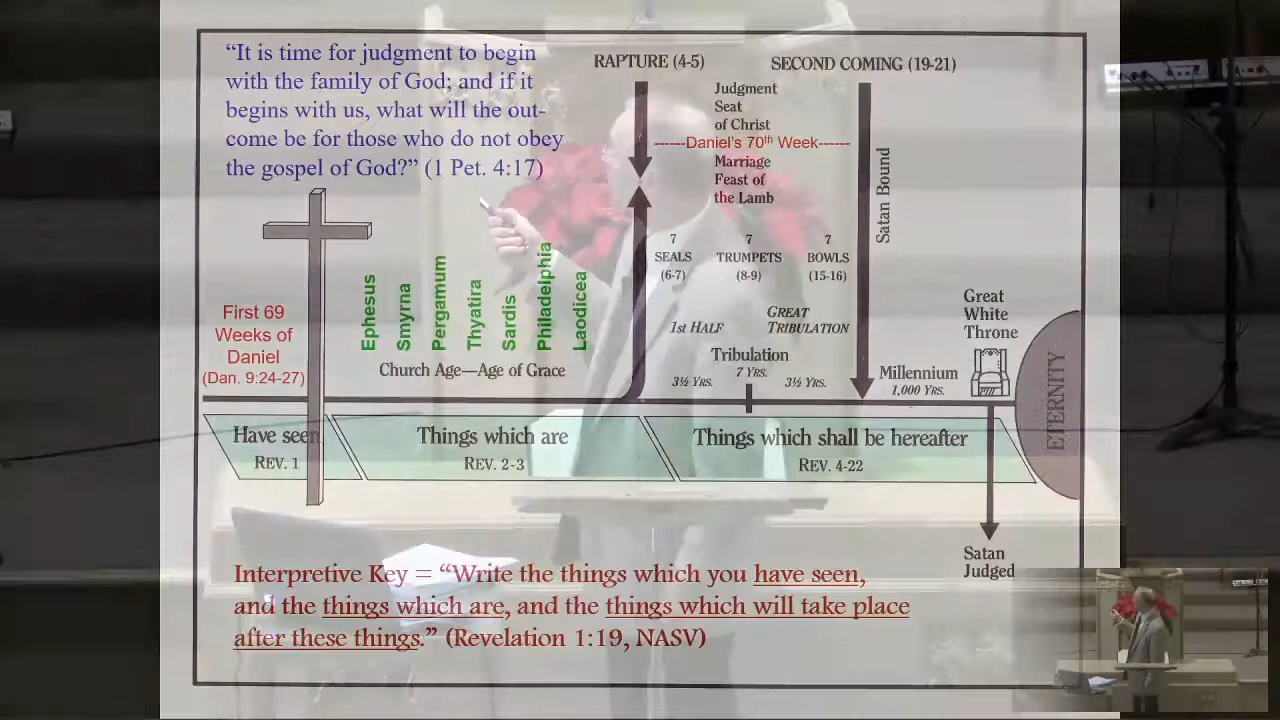 “It is time for judgment to begin
with the family of God; and if it
begins with us, what will the out-
come be for those who do not obey
the gospel of God?” (1 Pet. 4:17)
RAPTURE (4-5)
SECOND COMING (19-21)
Judgment
Seat
of Christ
------Daniel’s 70th Week------
Marriage
Feast of
the Lamb
Satan Bound
7
SEALS
(6-7)
7
TRUMPETS
(8-9)
7
BOWLS
(15-16)
First 69
Weeks of
Daniel
(Dan. 9:24-27)
Ephesus
Smyrna
Pergamum
Thyatira
Sardis
Philadelphia
Laodicea
Church Age—Age of Grace
1st HALF
GREAT
TRIBULATION
Tribulation
7 YRS.
3½ YRS.
3½ YRS.
Millennium
1,000 YRS.
Great
White
Throne
ETERNITY
Have seen
REV. 1
Things which are
REV. 2-3
Things which shall be hereafter
REV. 4-22
Satan
Judged
Interpretive Key = “Write the things which you have seen,
and the things which are, and the things which will take place
after these things.” (Revelation 1:19, NASV)